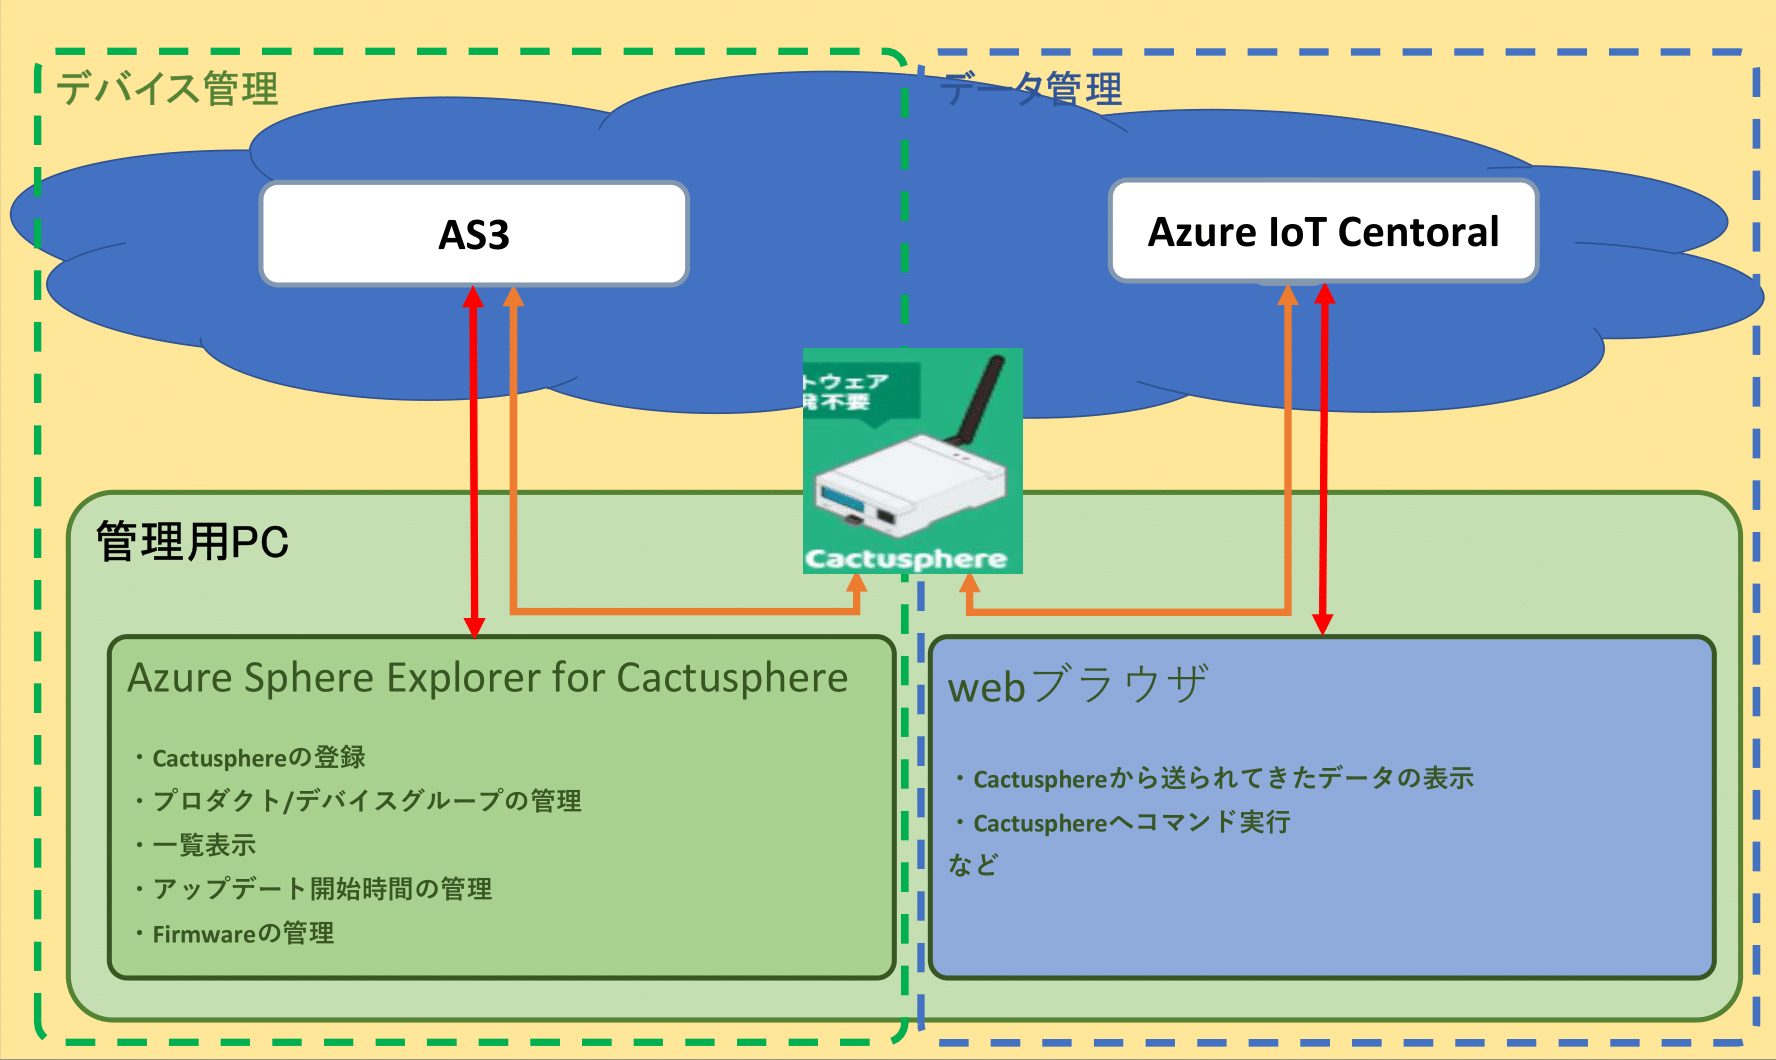 デバイス管理
データ管理
AS3
Azure IoT Centoral
トウェア
発不要
Cactusphere
管理用PC
Azure Sphere Explorer for Cactusphere
・Cactusphereの登録
・プロダクト/デバイスグループの管理
・一覧表示
・アップデート開始時間の管理
・Firmwareの管理
webブラウザ
・Cactusphereから送られてきたデータの表示
・Cactusphereへコマンド実行
など